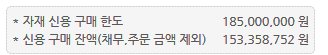 * 자재 신용 구매 한도 185,000,000 원
* 신용 구매 잔액(채무,주문 금액 제외) 153,358,752 원